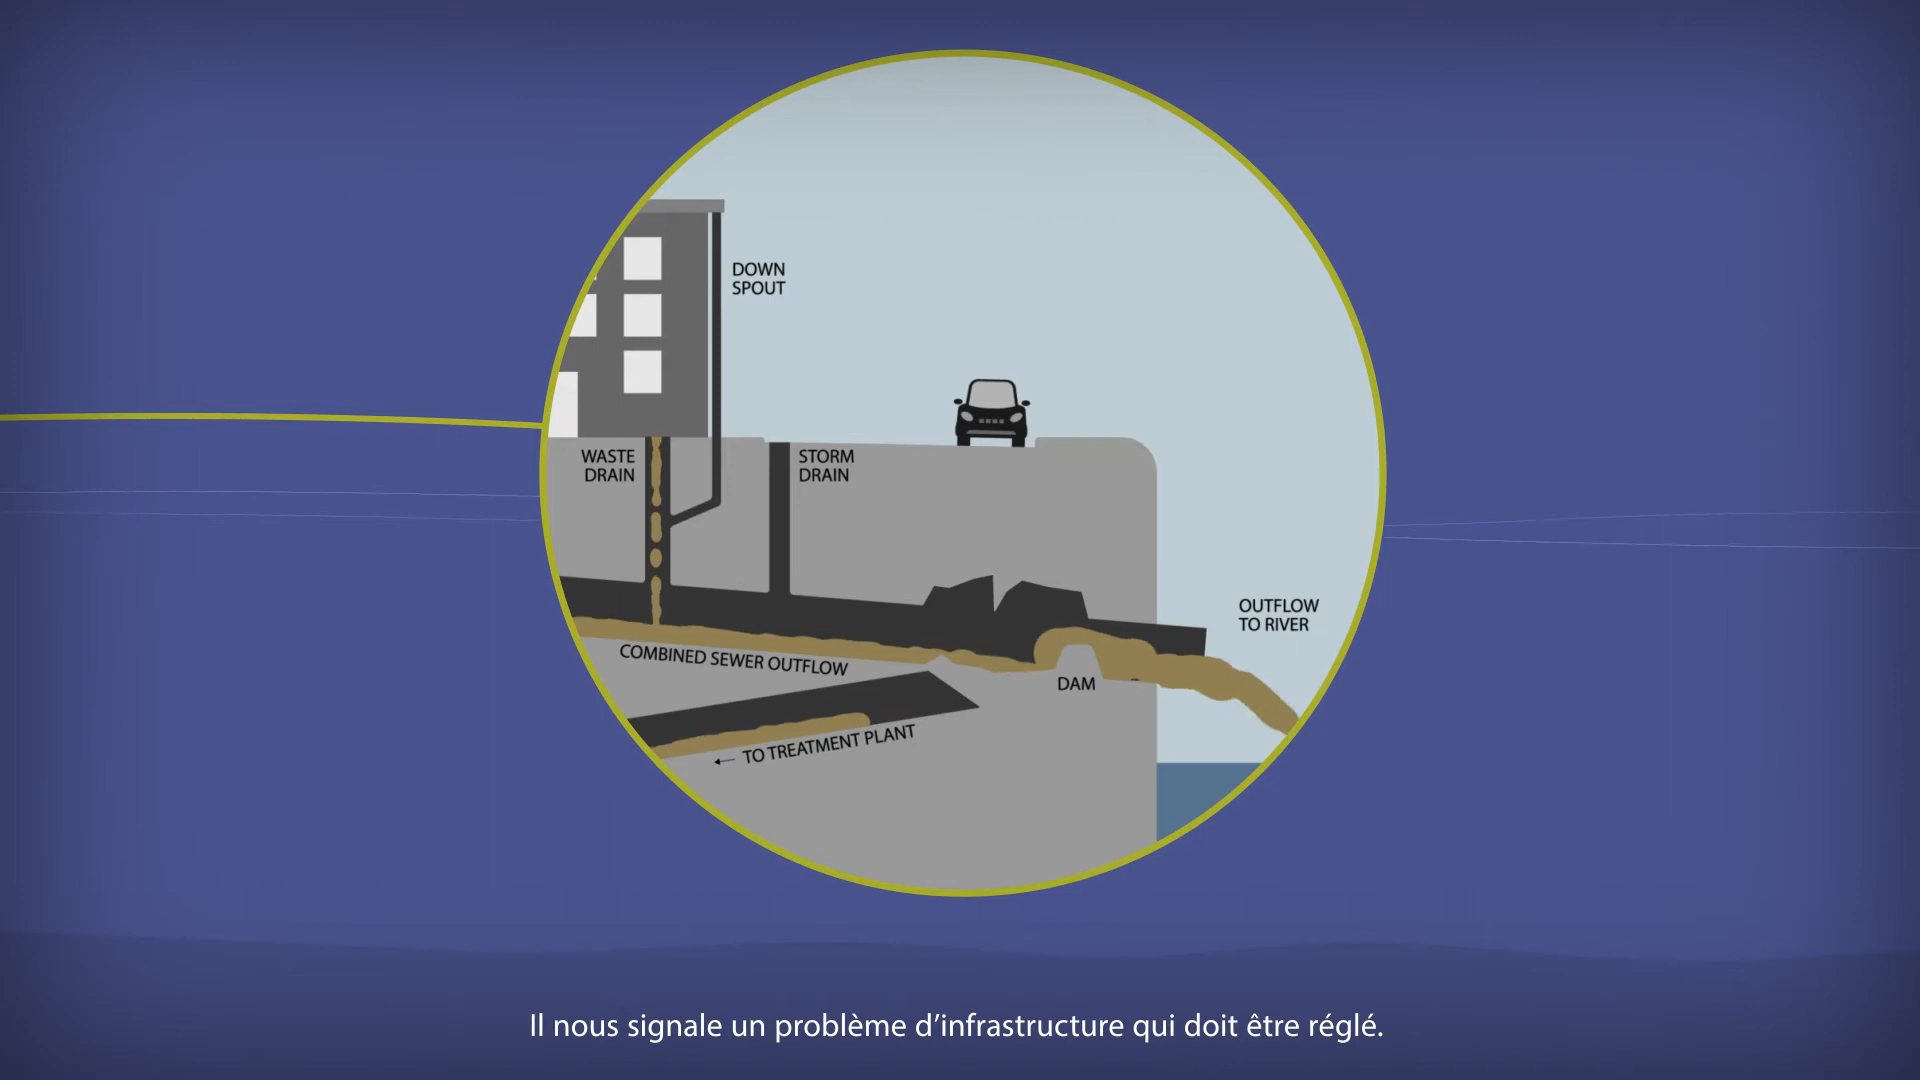 DOWN
SPOUT
WASTE
DRAIN
STORM
DRAIN
OUTFLOW
TO RIVER
COMBINED SEWER OUTFLOW
DAM
← TO TREATMENT PLANT
Il nous signale un problème d’infrastructure qui doit être réglé.